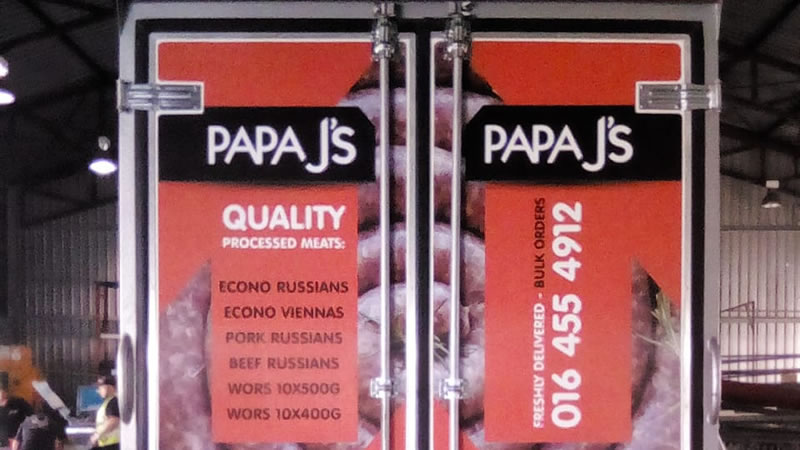 PAPA J'S
QUALITY
PROCESSED MEATS:
ECONO RUSSIANS
ECONO VIENNAS
PORK RUSSIANS
BEEF RUSSIANS
WORS 10X500G
WORS 10X400G
PAPA J'S
FRESHLY DELIVERED - BULK ORDERS
016 455 4912